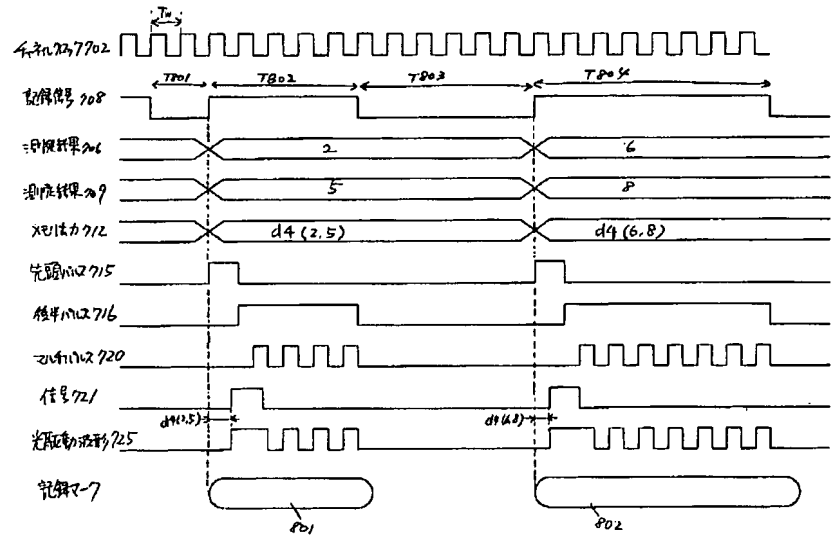 Tw
チャネルクロック702
T801 T802 T803 T804
記録信号708
測定結果706 2 6
測定結果709 5 8
メモリ出力712 d4(2,5) d4(6,8)
先頭パルス715
後半パルス716
マルチパルス720
信号721
d4(2,5) d4(6,8)
光駆動波形725
記録マーク
801 802